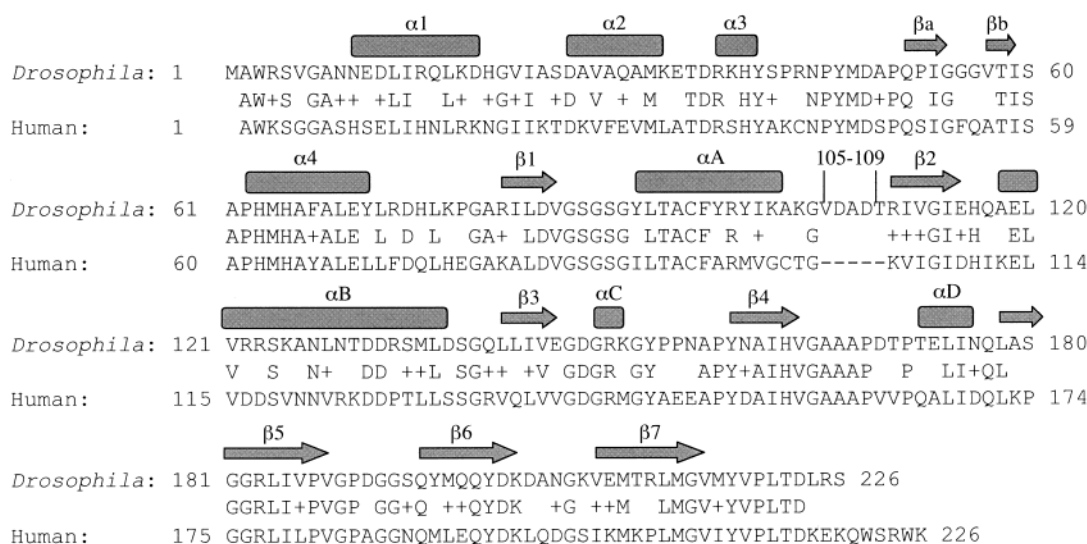 α1 α2 α3 βa βb
Drosophila: 1 MAWRSVGANNEDLIRQLKDHGVIASDAVAQAMKETDRKHYSPRNPYMDAPQPIGGGVTIS 60
AW+S GA++ +LI L+ +G+I +D V + M TDR HY+ NPYMD+PQ IG TIS
Human: 1 AWKSGGASHSELIHNLRKNGIIKTDKVFEVMLATDRSHYAKCNPYMDSPQSIGFQATIS 59
α4 β1 αA 105-109 β2
Drosophila: 61 APHMHAFALEYLRDHLKPGARILDVGSGSGYLTACFYRYIKAKGVDADTRIVGIEHQAEL 120
APHMHA+ALE L D L GA+ LDVGSGSG LTACF R + G +++GI+H EL
Human: 60 APHMHAYALELLFDQLHEGAKALDVGSGSGILTACFARMVGCTG-----KVIGIDHIKEL 114
αB β3 αC β4 αD
Drosophila: 121 VRRSKANLNTDDRSMLDSGQLLIVEGDGRKGYPPNAPYNAIHVGAAAPDTPTELINQLAS 180
V S N+ DD ++L SG++ +V GDGR GY APY+AIHVGAAAP P LI+QL
Human: 115 VDDSVNNVRKDDPTLLSSGRVQLVVGDGRMGYAEEAPYDAIHVGAAAPVVPQALIDQLKP 174
β5 β6 β7
Drosophila: 181 GGRLIVPVGPDGGSQYMQQYDKDANGKVEMTRLMGVMYVPLTDLRS 226
GGRLI+PVGP GG+Q ++QYDK +G ++M LMGV+YVPLTD
Human: 175 GGRLILPVGPAGGNQMLEQYDKLQDGSIKMKPLMGVIYVPLTDKEKQWSRWK 226